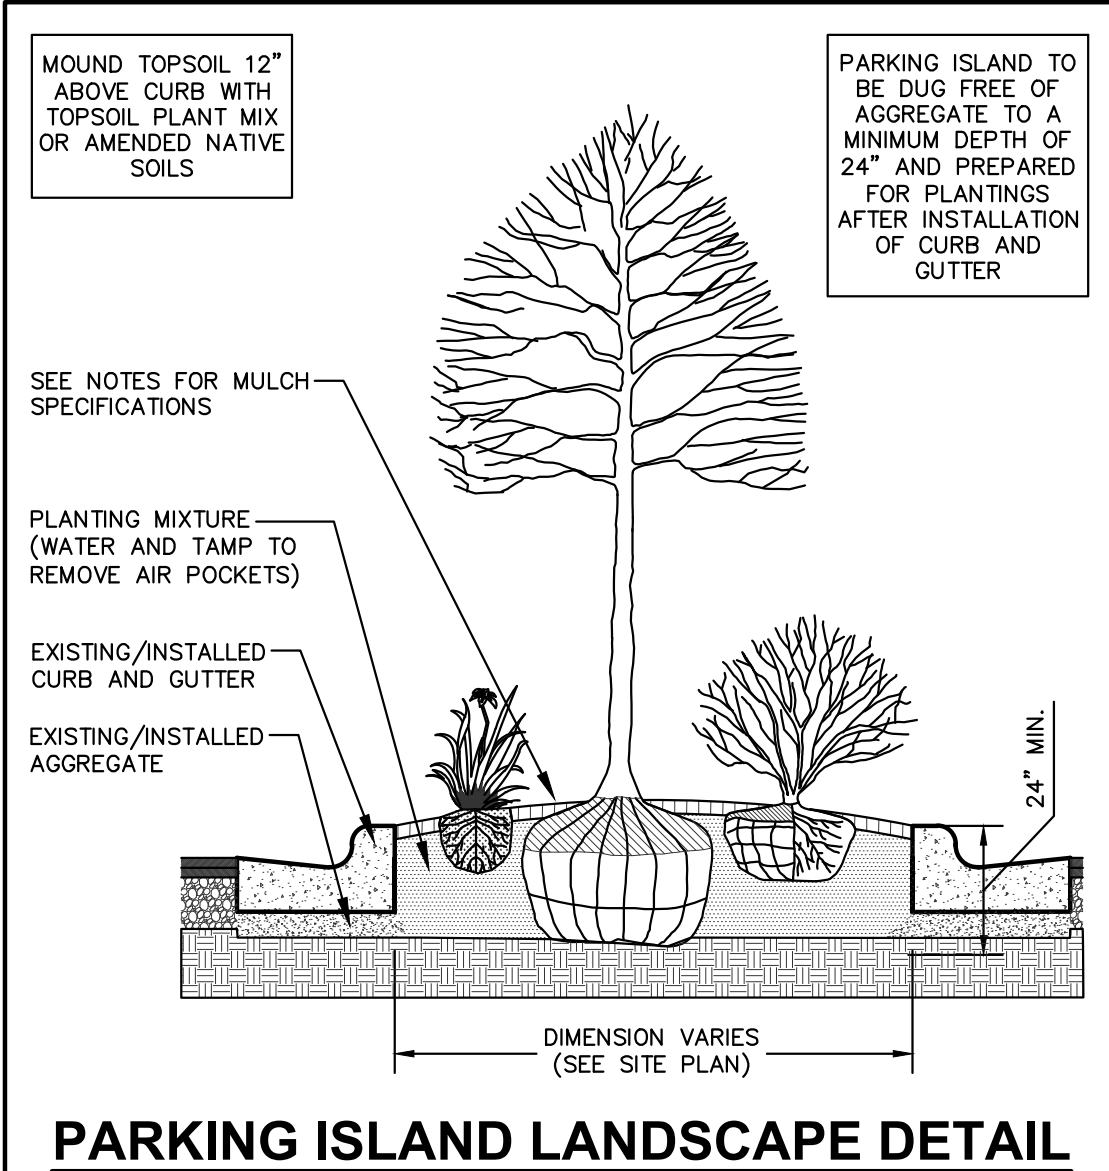 MOUND TOPSOIL 12”
ABOVE CURB WITH
TOPSOIL PLANT MIX
OR AMENDED NATIVE
SOILS
PARKING ISLAND TO
BE DUG FREE OF
AGGREGATE TO A
MINIMUM DEPTH OF
24” AND PREPARED
FOR PLANTINGS
AFTER INSTALLATION
OF CURB AND
GUTTER
SEE NOTES FOR MULCH
SPECIFICATIONS
PLANTING MIXTURE
(WATER AND TAMP TO
REMOVE AIR POCKETS)
EXISTING/INSTALLED
CURB AND GUTTER
EXISTING/INSTALLED
AGGREGATE
24” MIN.
DIMENSION VARIES
(SEE SITE PLAN)
PARKING ISLAND LANDSCAPE DETAIL